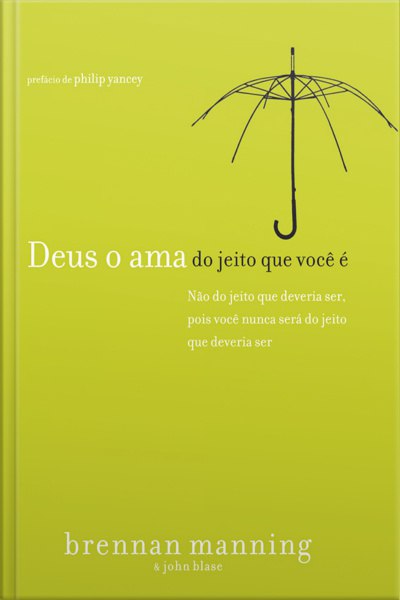 prefácio de philip yancey
Deus o ama do jeito que você é
Não do jeito que deveria ser,
pois você nunca será do jeito
que deveria ser
brennan manning
& john blase